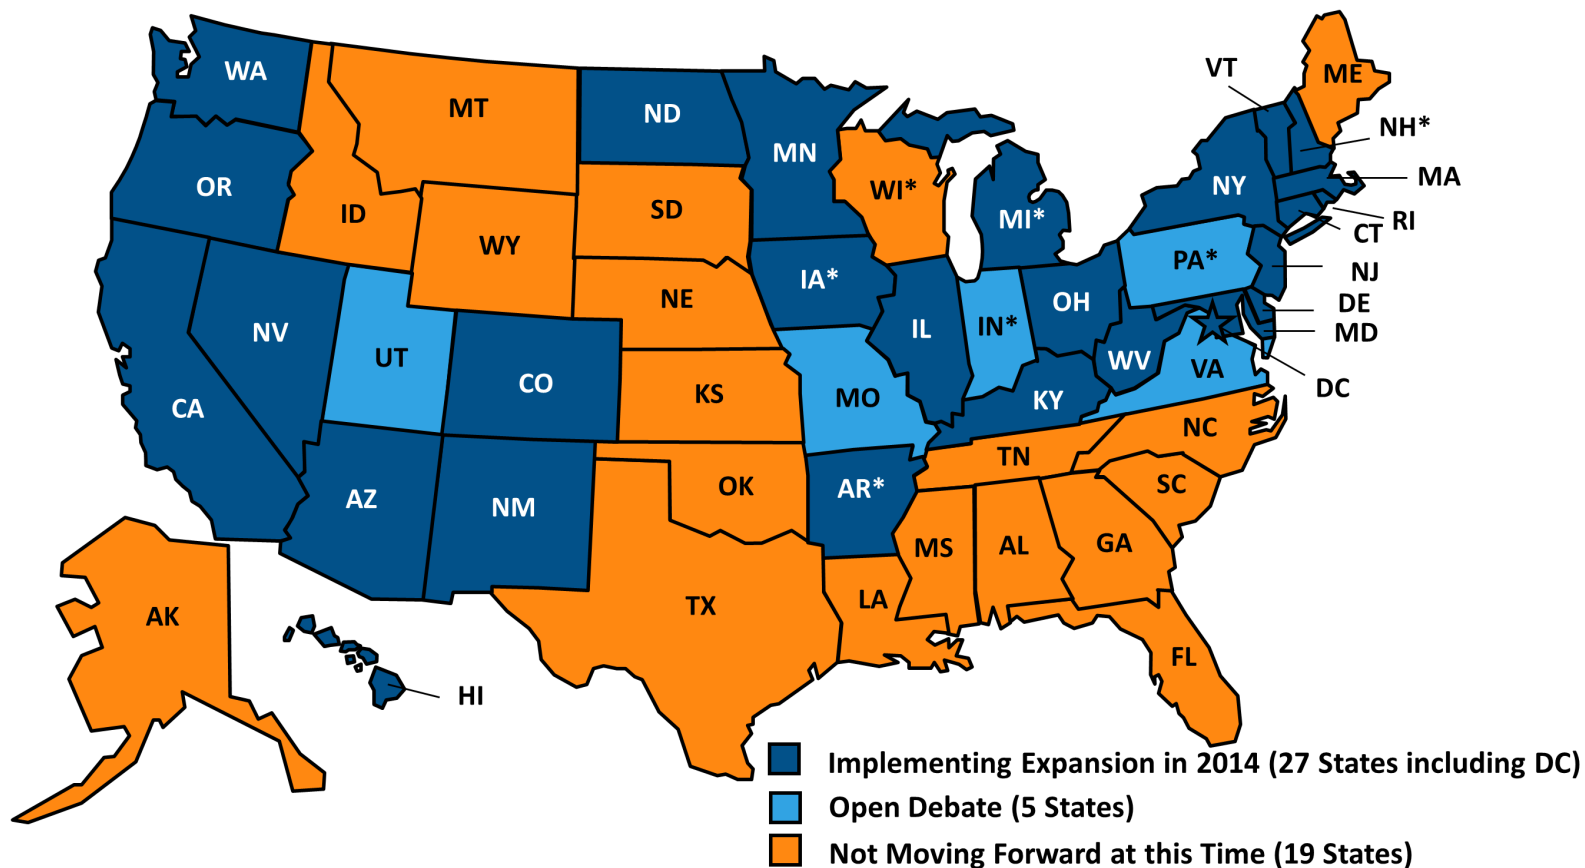 WA
MT
ND
MN
VT
ME
NH*
OR
ID
SD
WI*
MI*
NY
MA
WY
RI
CT
IA*
NE
PA*
NJ
NV
UT
CO
IL
IN*
OH
DE
MD
WV
VA
DC
CA
KS
MO
KY
NC
AZ
NM
OK
AR*
TN
SC
MS
AL
GA
AK
TX
LA
FL
HI
Implementing Expansion in 2014 (27 States including DC)
Open Debate (5 States)
Not Moving Forward at this Time (19 States)